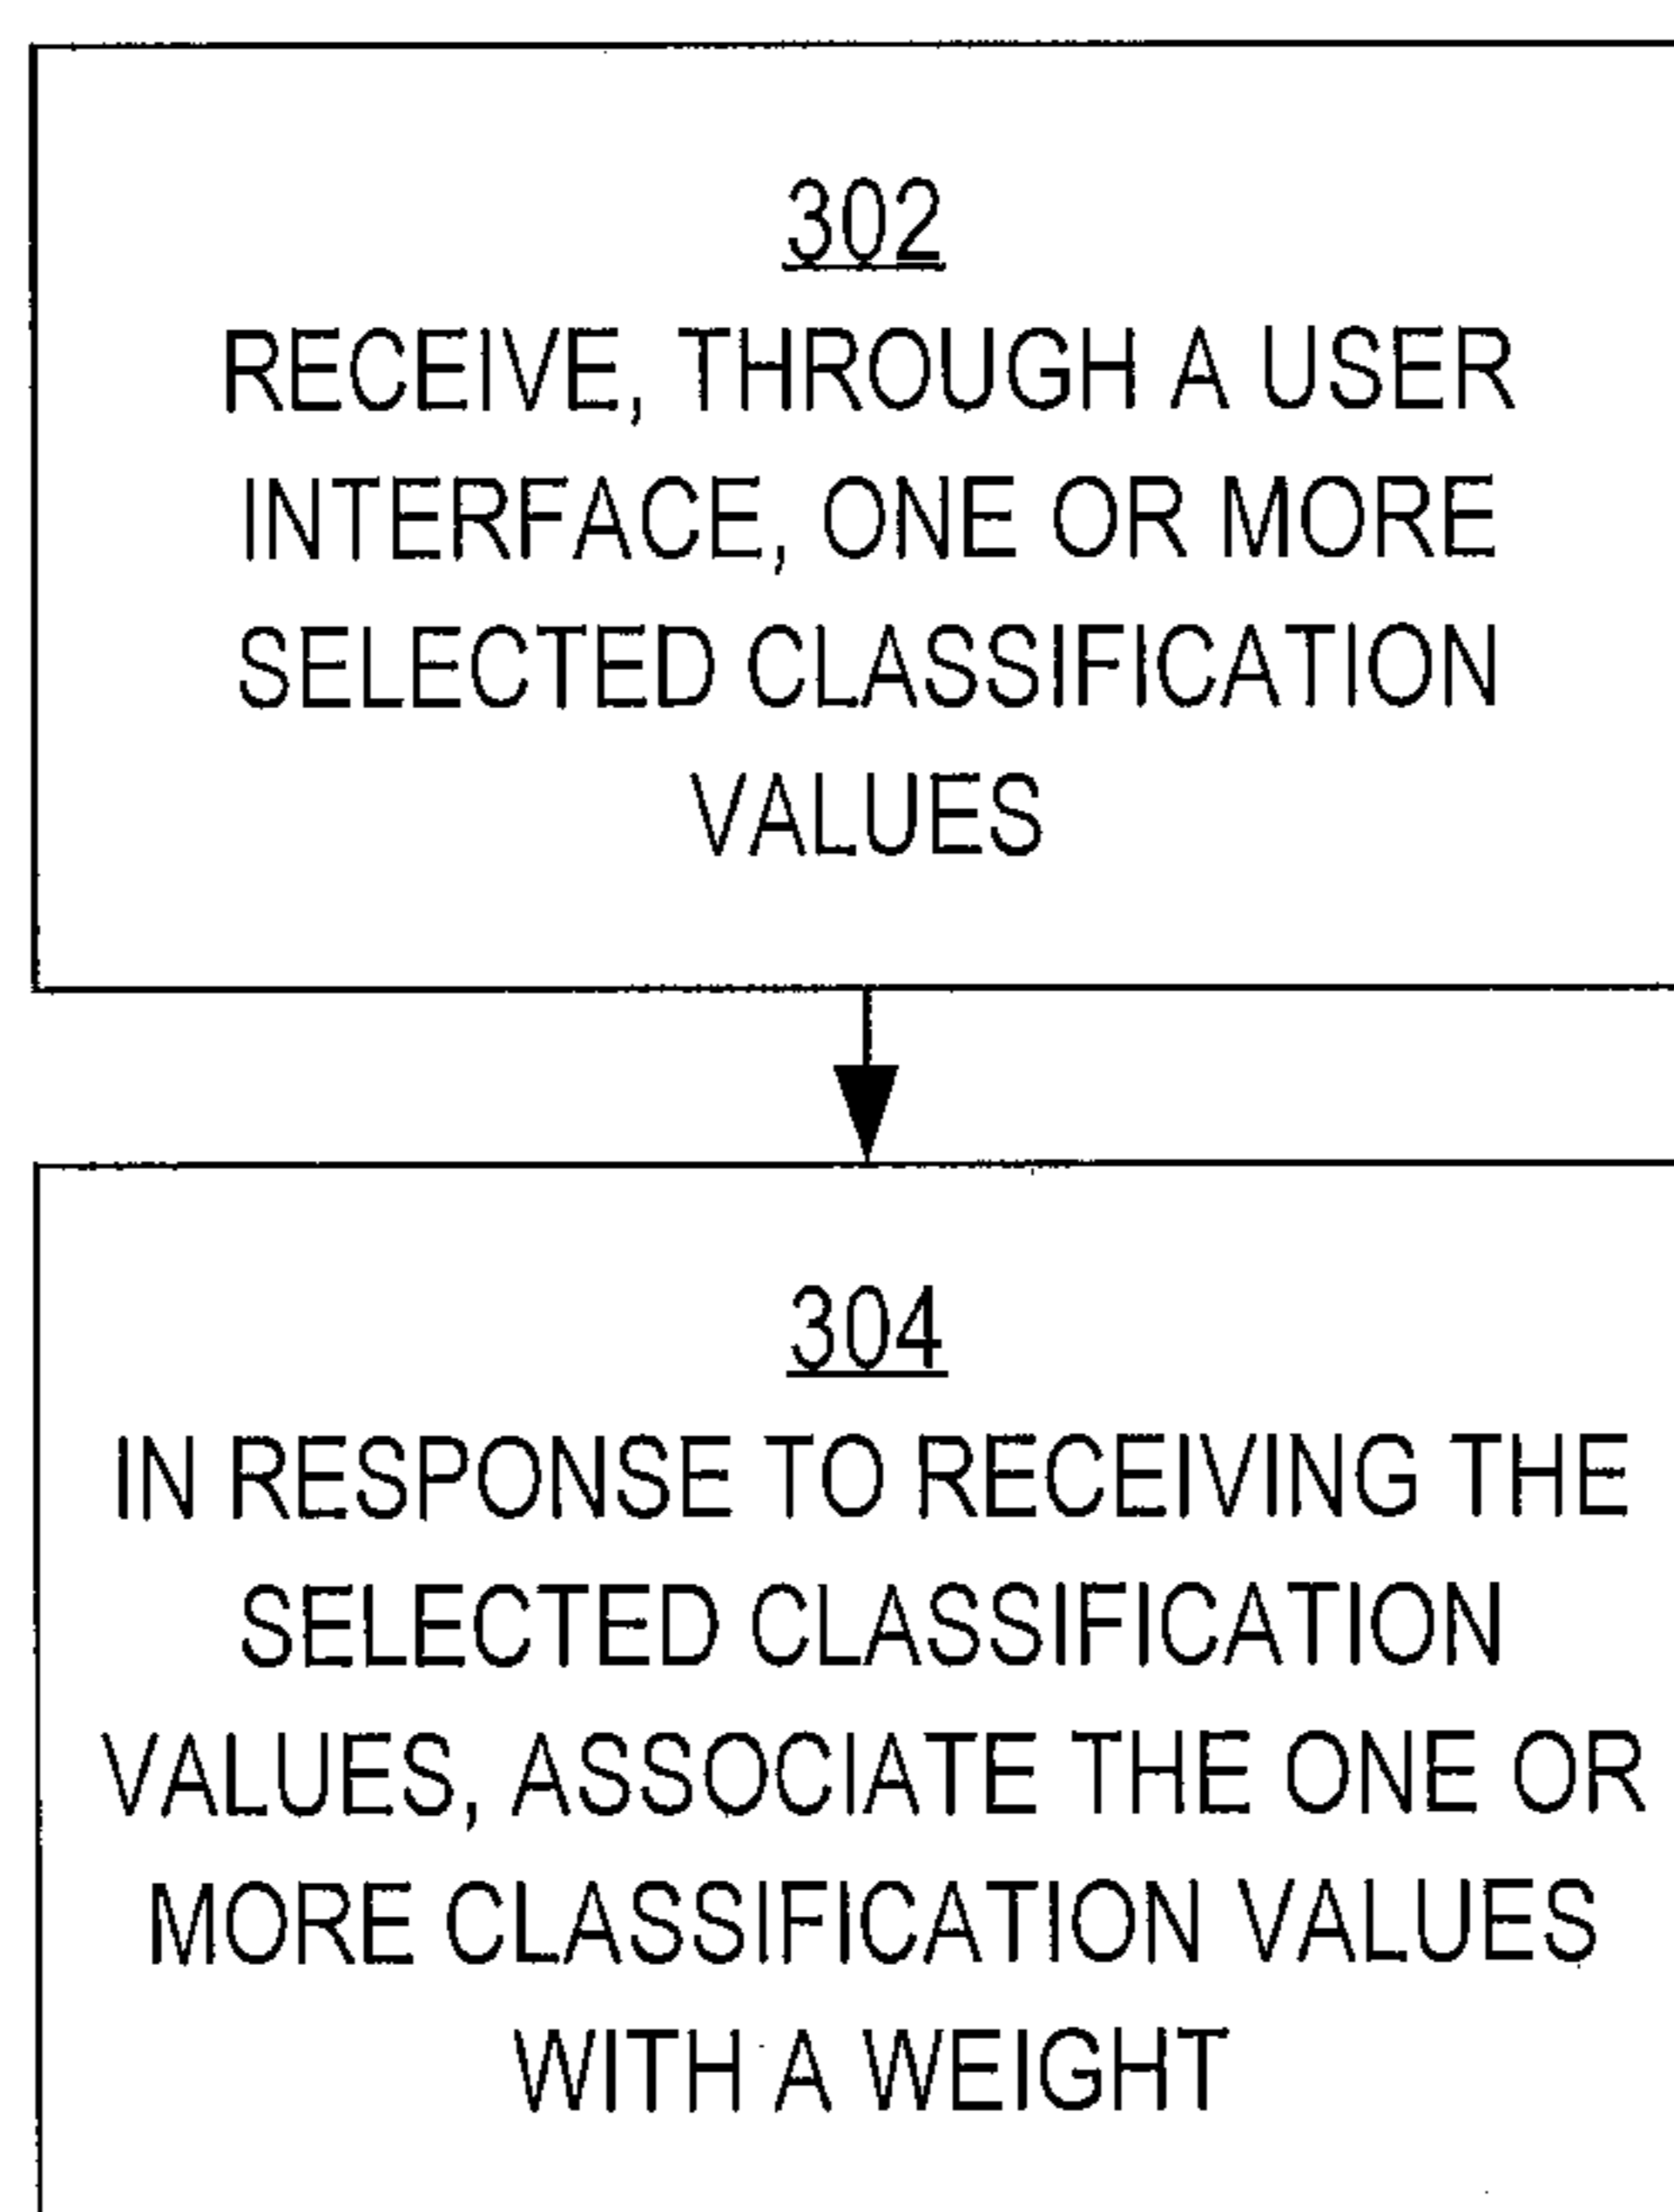 302
RECEIVE, THROUGH A USER
INTERFACE, ONE OR MORE
SELECTED CLASSIFICATION
VALUES
304
IN RESPONSE TO RECEIVING THE
SELECTED CLASSIFICATION
VALUES, ASSOCIATE THE ONE OR
MORE CLASSIFICATION VALUES
WITH A WEIGHT